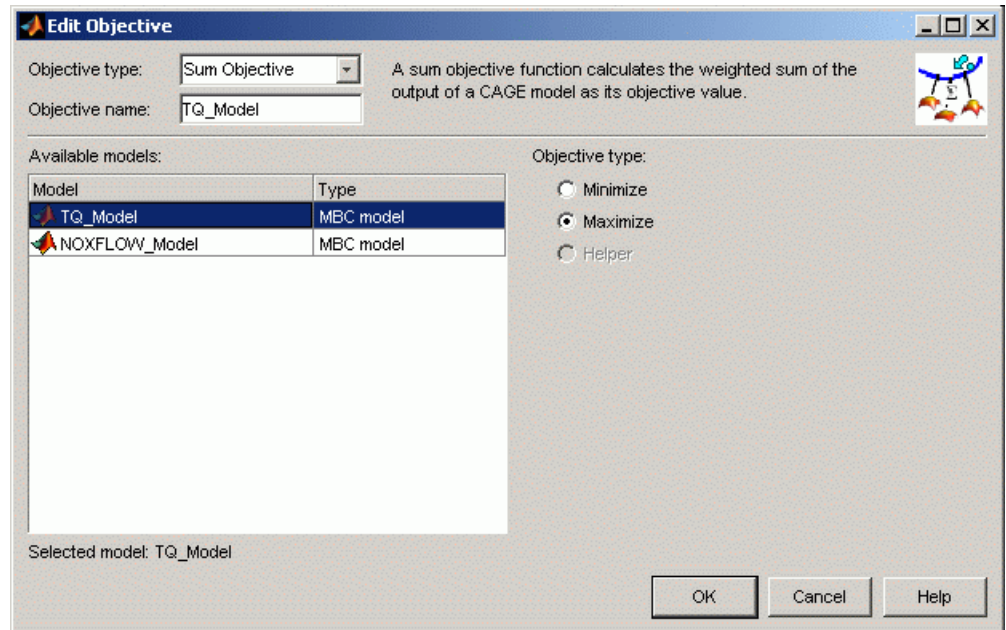 Edit Objective
Objective type: Sum Objective
A sum objective function calculates the weighted sum of the
output of a CAGE model as its objective value.
Objective name: TQ_Model
Available models:
Model Type
TQ_Model MBC model
NOXFLOW_Model MBC model
Selected model: TQ_Model
Objective type:
Minimize
Maximize
Helper
OK Cancel Help